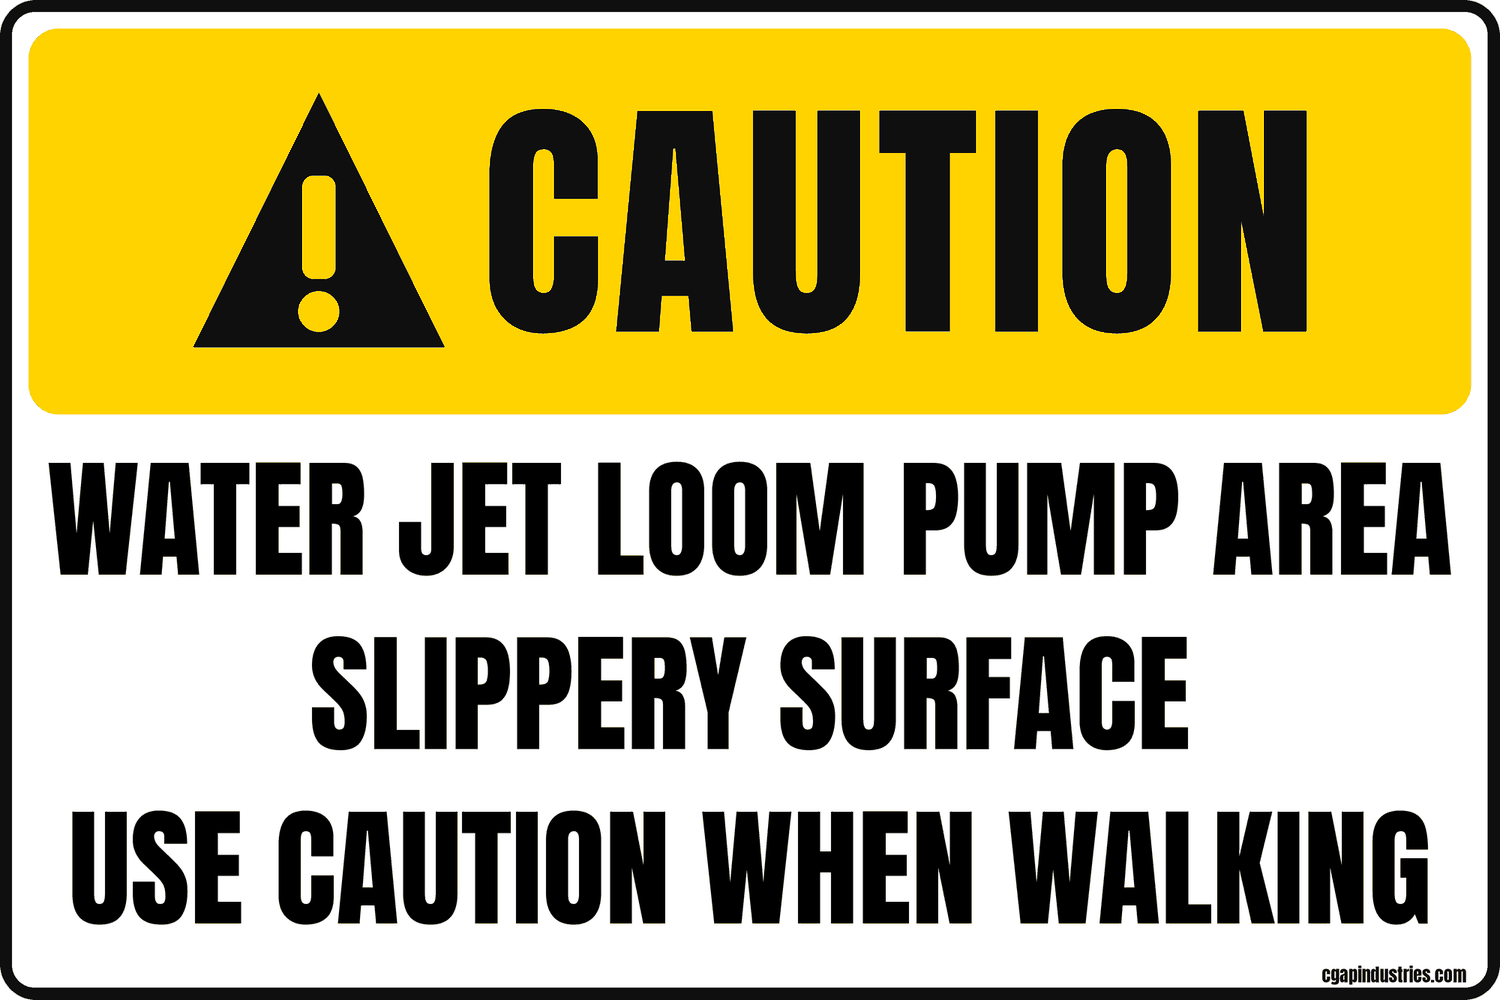 CAUTION
WATER JET LOOM PUMP AREA
SLIPPERY SURFACE
USE CAUTION WHEN WALKING
cgapindustries.com